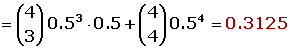 = (4 3) 0.5³ · 0.5 + (4 4) 0.5⁴ = 0.3125